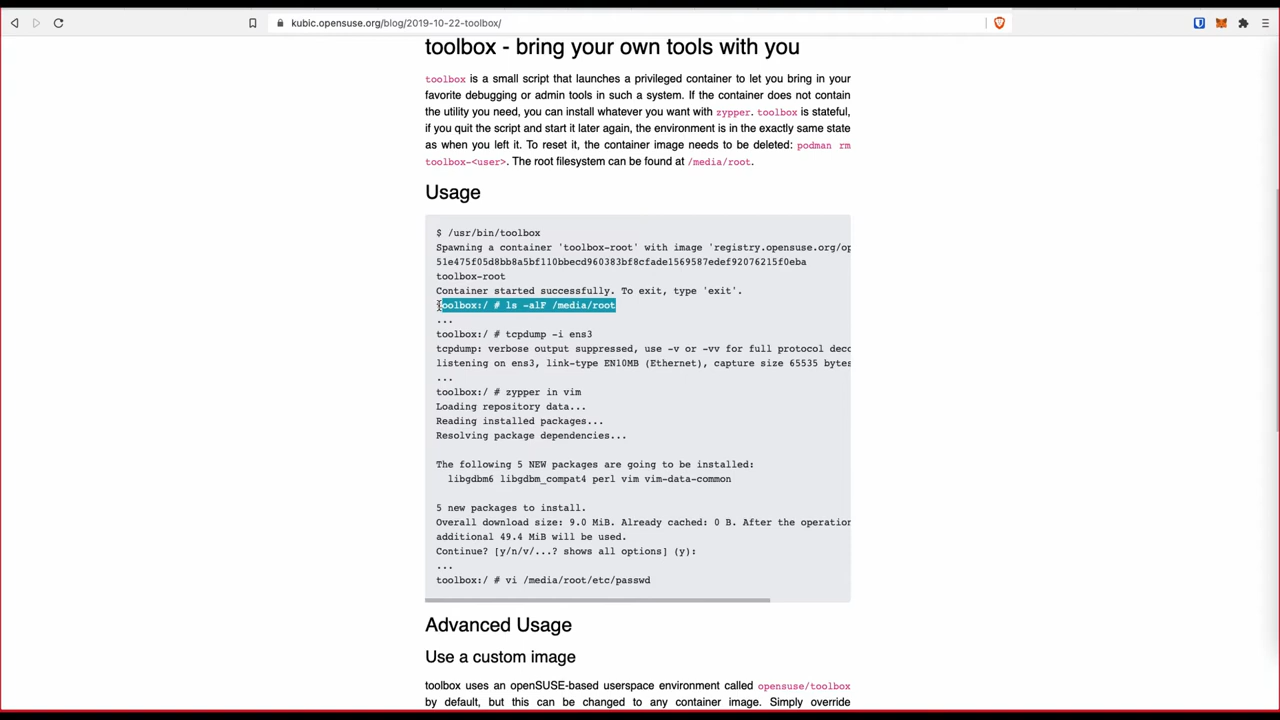 kubic.opensuse.org/blog/2019-10-22-toolbox/
toolbox - bring your own tools with you
toolbox is a small script that launches a privileged container to let you bring in your
favorite debugging or admin tools in such a system. If the container does not contain
the utility you need, you can install whatever you want with zypper. toolbox is stateful,
if you quit the script and start it later again, the environment is in the exactly same state
as when you left it. To reset it, the container image needs to be deleted: podman rm
toolbox-<user>. The root filesystem can be found at /media/root.
Usage
$ /usr/bin/toolbox
Spawning a container 'toolbox-root' with image 'registry.opensuse.org/op
51e475f05d8bb8a5bf110bbecd960383bf8cfade1569587edef92076215f0eba
toolbox-root
Container started successfully. To exit, type 'exit'.
toolbox:/ # ls -alF /media/root
...
toolbox:/ # tcpdump -i ens3
tcpdump: verbose output suppressed, use -v or -vv for full protocol deco
listening on ens3, link-type EN10MB (Ethernet), capture size 65535 bytes
...
toolbox:/ # zypper in vim
Loading repository data...
Reading installed packages...
Resolving package dependencies...
The following 5 NEW packages are going to be installed:
libgdbm6 libgdbm_compat4 perl vim vim-data-common
5 new packages to install.
Overall download size: 9.0 MiB. Already cached: 0 B. After the operation
additional 49.4 MiB will be used.
Continue? [y/n/v/...? shows all options] (y):
...
toolbox:/ # vi /media/root/etc/passwd
Advanced Usage
Use a custom image
toolbox uses an openSUSE-based userspace environment called opensuse/toolbox
by default, but this can be changed to any container image. Simply override